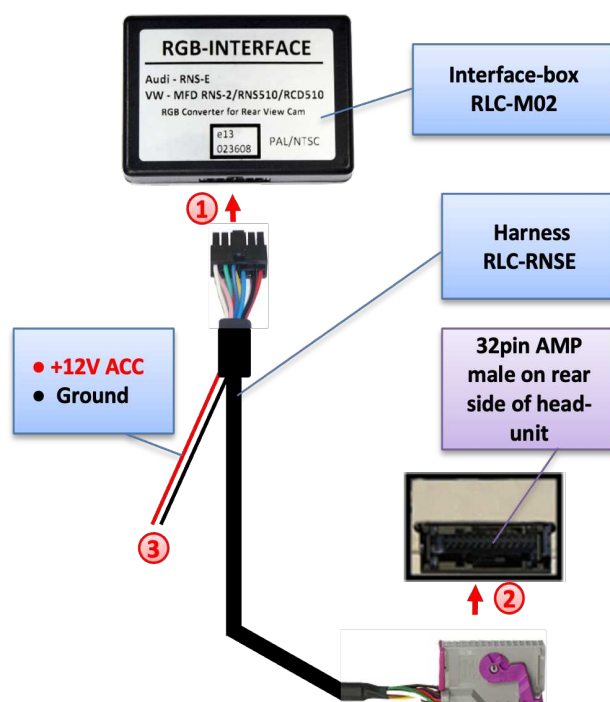 RGB-INTERFACE
Audi - RNS-E
VW - MFD RNS-2/RNS510/RCD510
RGB Converter for Rear View Cam
e13
023608
PAL/NTSC
Interface-box
RLC-M02
1
Harness
RLC-RNSE
● +12V ACC
● Ground
32pin AMP
male on rear
side of head-
unit
3
2